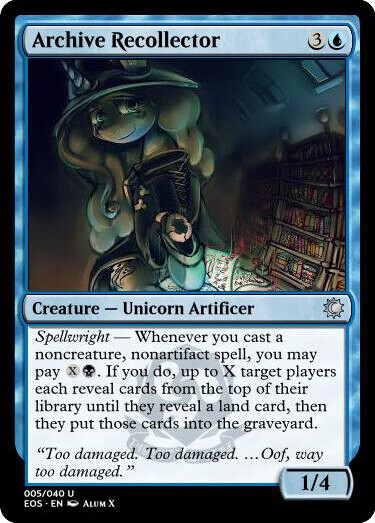 Archive Recollector 3
Creature — Unicorn Artificer
Spellwright — Whenever you cast a
noncreature, nonartifact spell, you may
pay X. If you do, up to X target players
each reveal cards from the top of their
library until they reveal a land card, then
they put those cards into the graveyard.
“Too damaged. Too damaged. …Oof, way
too damaged.”
1/4
005/040 U
EOS · EN Alum X